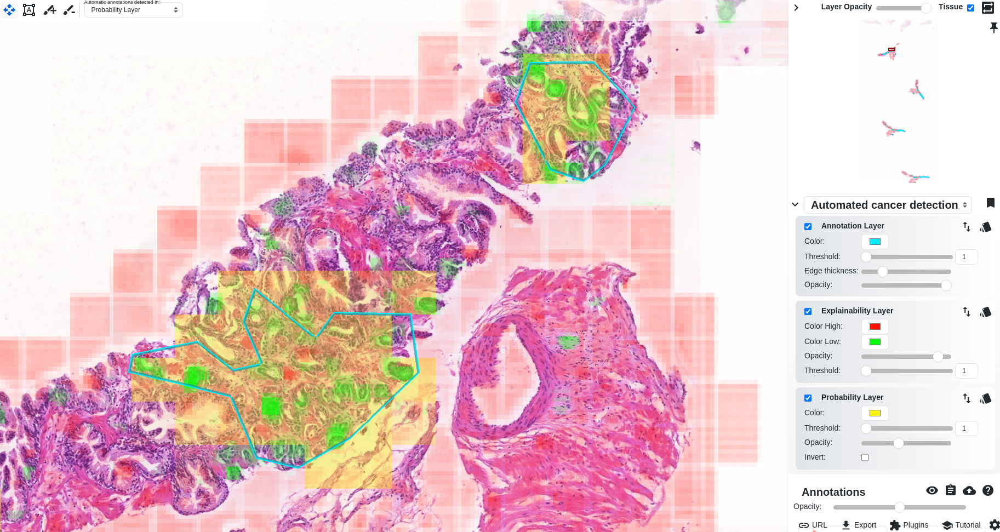 Automatic annotations detected in:
A
Probability Layer
Layer Opacity
Tissue
Automated cancer detection
Annotation Layer
Color:
Threshold: 1
Edge thickness:
Opacity:
Explainability Layer
Color High:
Color Low:
Opacity:
Threshold: 1
Probability Layer
Color:
Threshold: 1
Opacity:
Invert:
Annotations
Opacity:
URL Export Plugins Tutorial